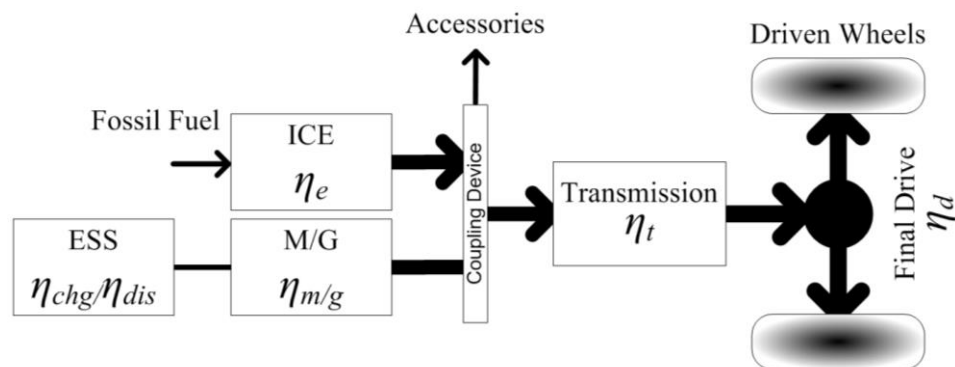 Accessories
Driven Wheels
Fossil Fuel
ICE
ηe
Coupling Device
Transmission
ηt
Final Drive
ηd
ESS
ηchg/ηdis
M/G
ηm/g